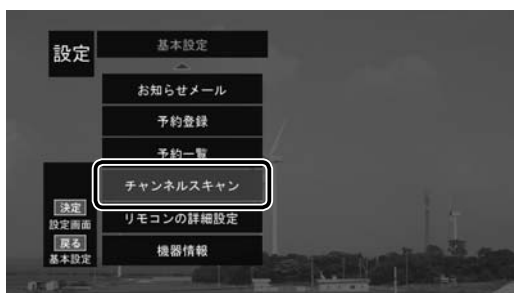 設定
基本設定
お知らせメール
予約登録
予約一覧
チャンネルスキャン
リモコンの詳細設定
機器情報
決定
設定画面
戻る
基本設定